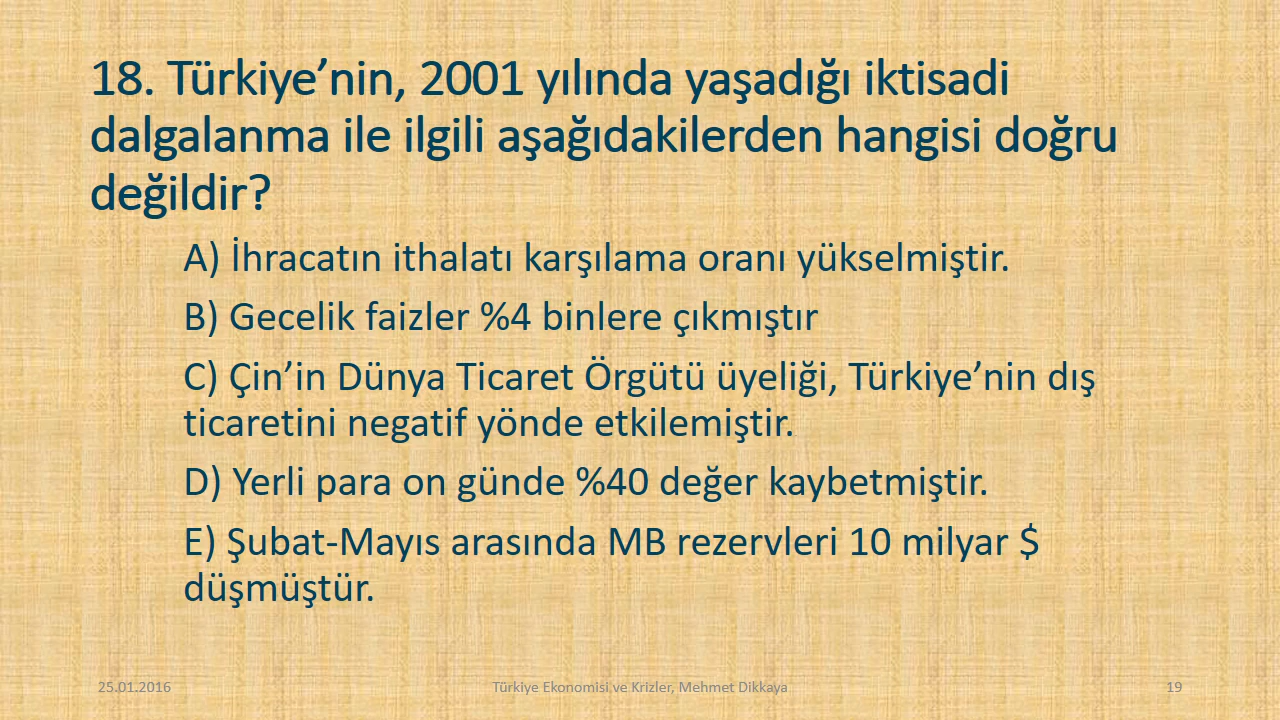 18. Türkiye’nin, 2001 yılında yaşadığı iktisadi
dalgalanma ile ilgili aşağıdakilerden hangisi doğru
değildir?
A) İhracatın ithalatı karşılama oranı yükselmiştir.
B) Gecelik faizler %4 binlere çıkmıştır
C) Çin’in Dünya Ticaret Örgütü üyeliği, Türkiye’nin dış
ticaretini negatif yönde etkilemiştir.
D) Yerli para on günde %40 değer kaybetmiştir.
E) Şubat-Mayıs arasında MB rezervleri 10 milyar $
düşmüştür.
25.01.2016
Türkiye Ekonomisi ve Krizler, Mehmet Dikkaya
19